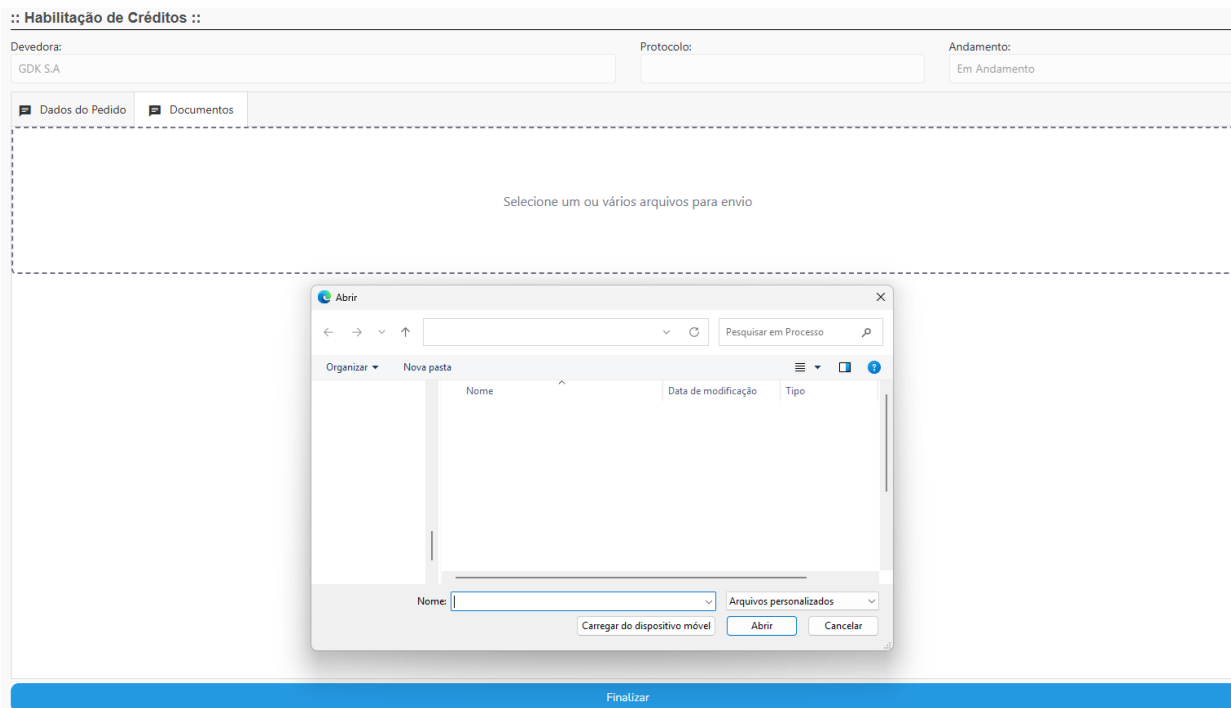 :: Habilitação de Créditos ::
Devedora: Protocolo: Andamento:
GDK S.A Em Andamento
Dados do Pedido Documentos
Selecione um ou vários arquivos para envio
Abrir
Pesquisar em Processo
Organizar Nova pasta
Nome Data de modificação Tipo
Nome: Arquivos personalizados
Carregar do dispositivo móvel Abrir Cancelar
Finalizar